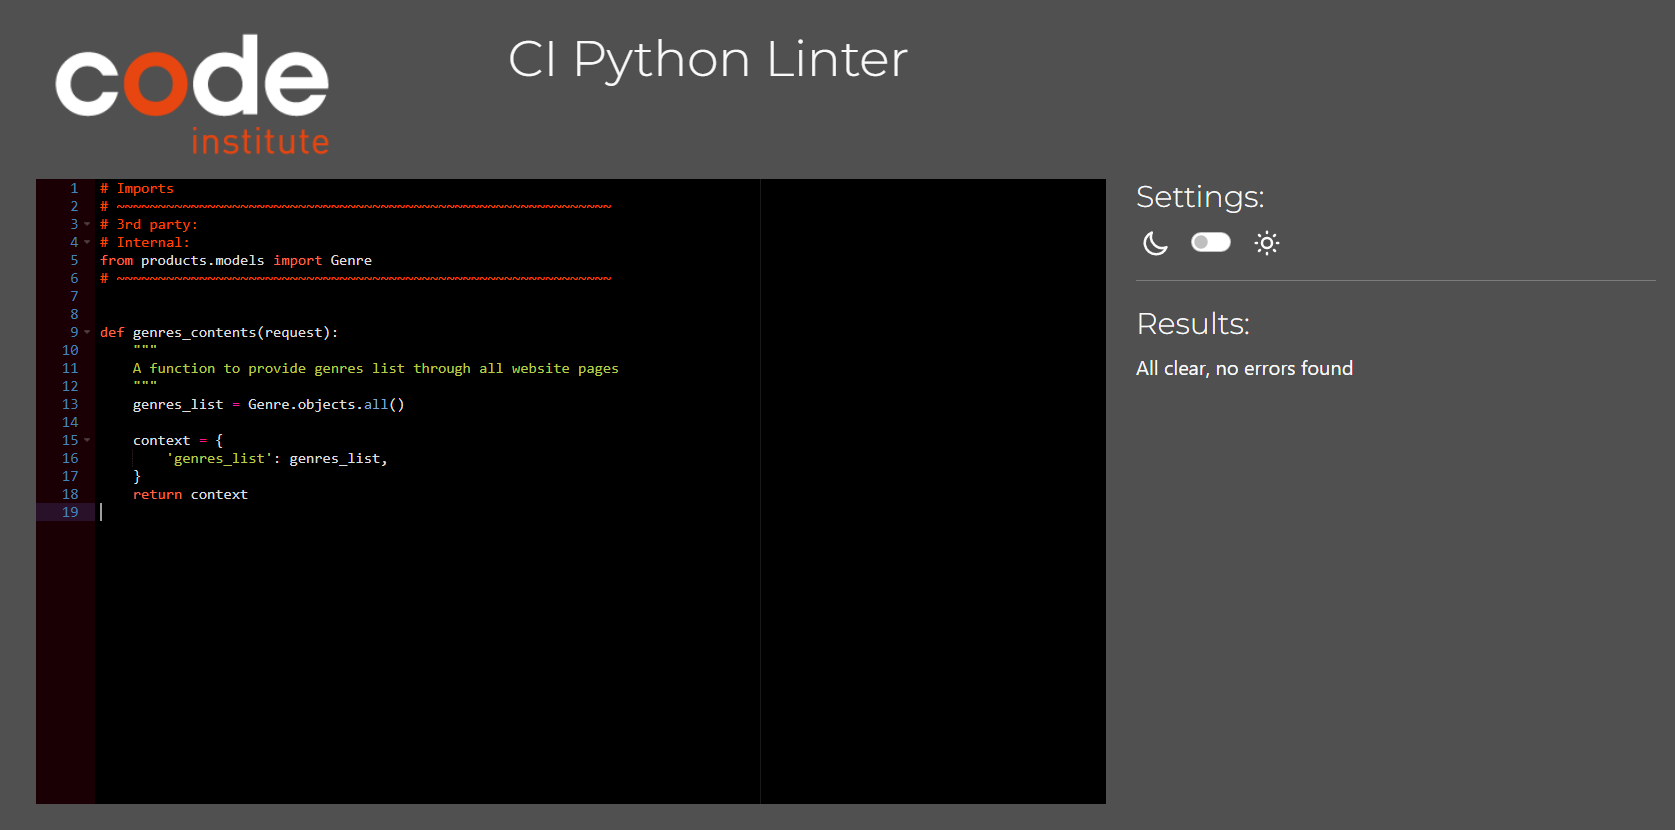 code
institute
CI Python Linter
1 # Imports
2 # ~~~~~~~~~~~~~~~~~~~~~~~~~~~~~~~~~~~~~~~~~~~~~~~~~~~~~~~~~~~~
3 # 3rd party:
4 # Internal:
5 from products.models import Genre
6 # ~~~~~~~~~~~~~~~~~~~~~~~~~~~~~~~~~~~~~~~~~~~~~~~~~~~~~~~~~~~~
7
8
9 def genres_contents(request):
10     """
11     A function to provide genres list through all website pages
12     """
13     genres_list = Genre.objects.all()
14
15     context = {
16         'genres_list': genres_list,
17     }
18     return context
19
Settings:
Results:
All clear, no errors found